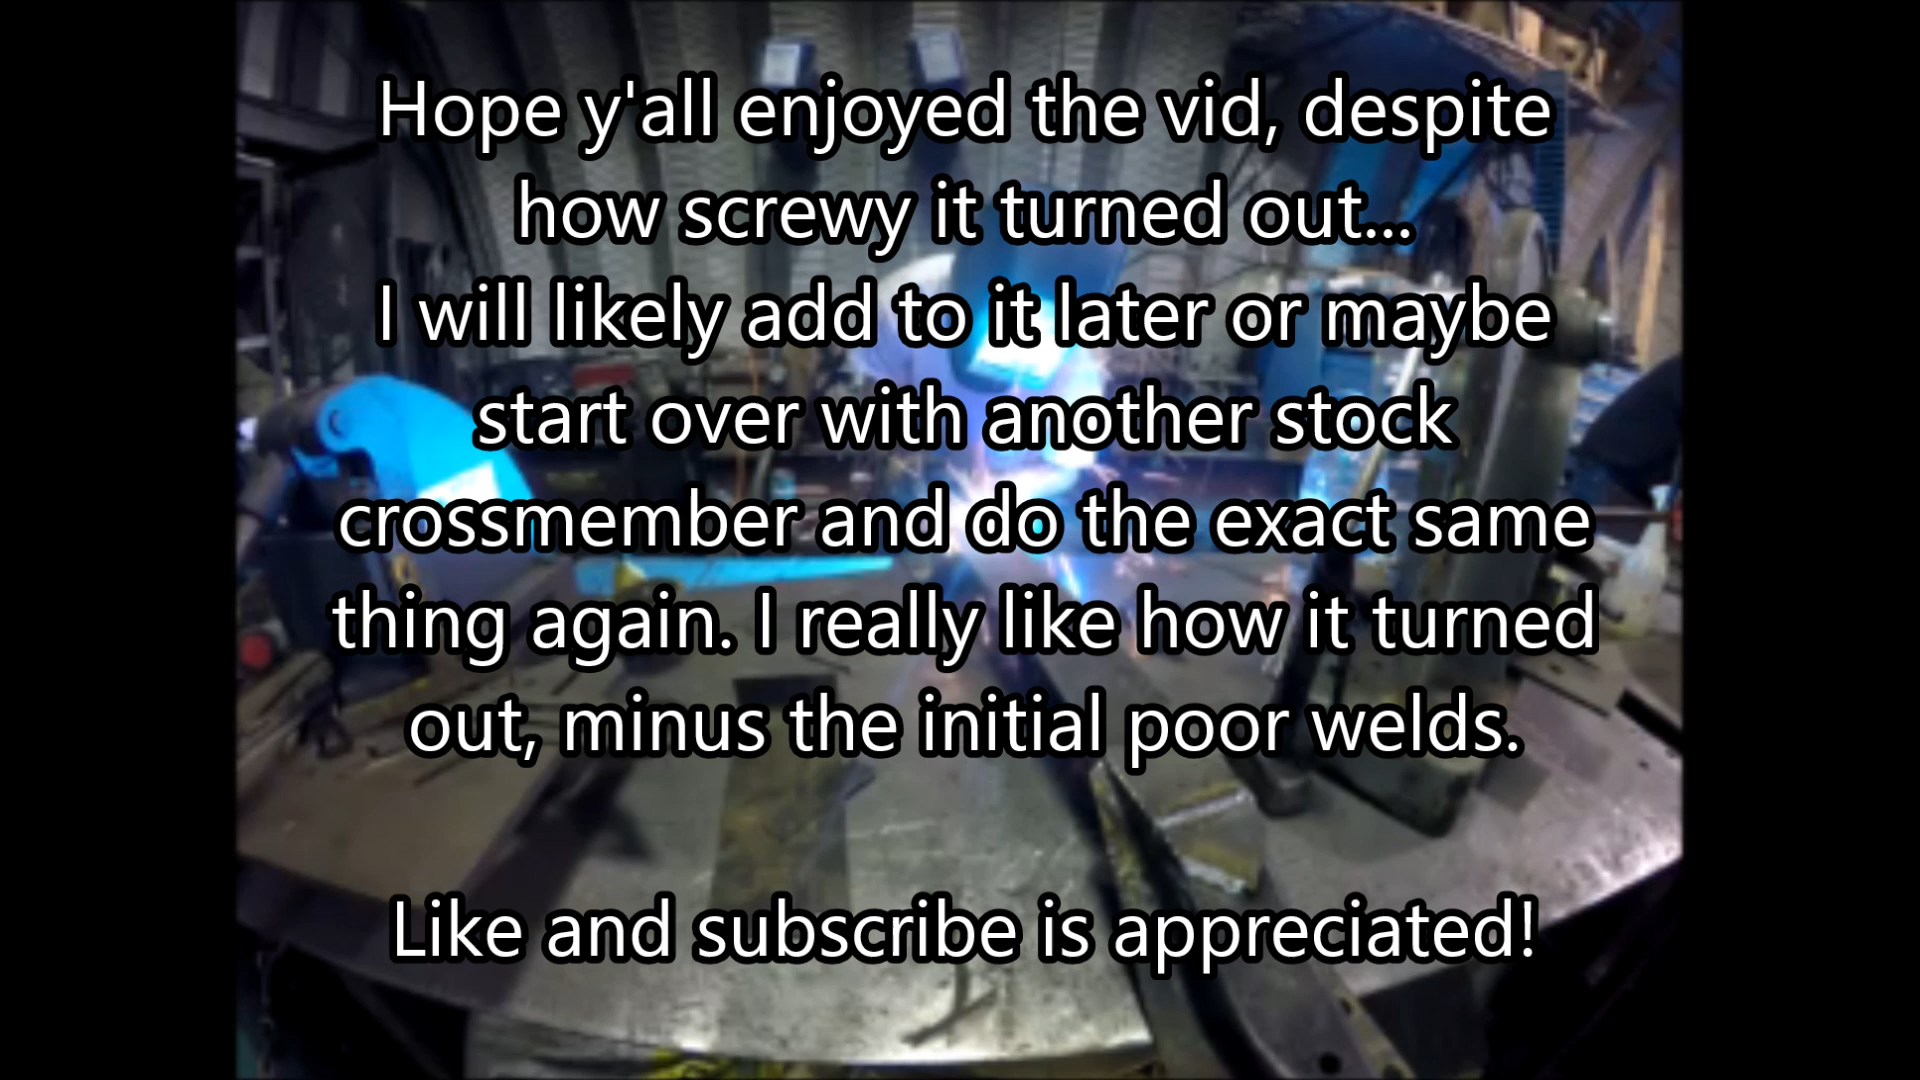 Hope y'all enjoyed the vid, despite
how screwy it turned out...
I will likely add to it later or maybe
start over with another stock
crossmember and do the exact same
thing again. I really like how it turned
out, minus the initial poor welds.
Like and subscribe is appreciated!